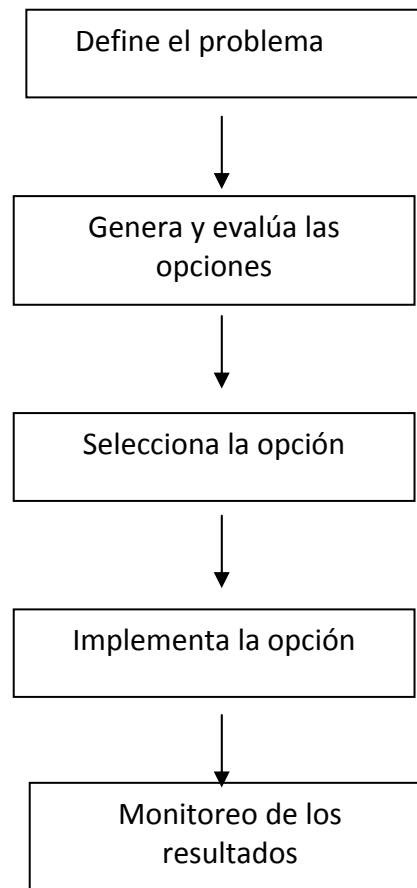 Define el problema
Genera y evalúa las
opciones
Selecciona la opción
Implementa la opción
Monitoreo de los
resultados